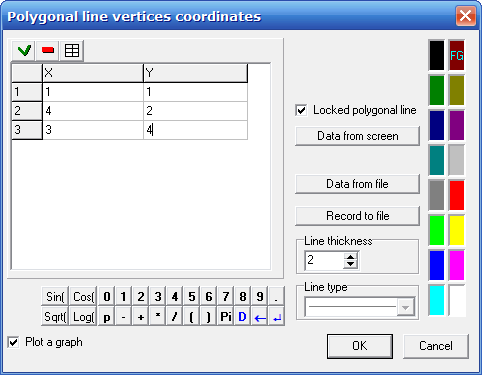 Polygonal line vertices coordinates
X Y
1 1 1
2 4 2
3 3 4
Locked polygonal line
Data from screen
Data from file
Record to file
Line thickness
2
Line type
FG
Sin( Cos( 0 1 2 3 4 5 6 7 8 9 .
Sqrt( Log( p - + * / ( ) Pi D ← ↵
Plot a graph
OK Cancel